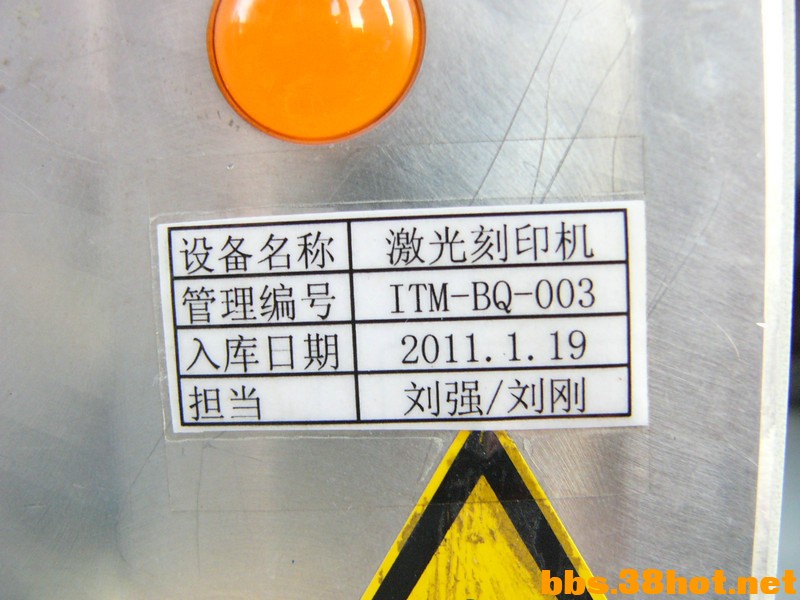 设备名称 激光刻印机
管理编号 ITM-BQ-003
入库日期 2011.1.19
担当 刘强/刘刚
bbs.38hot.net